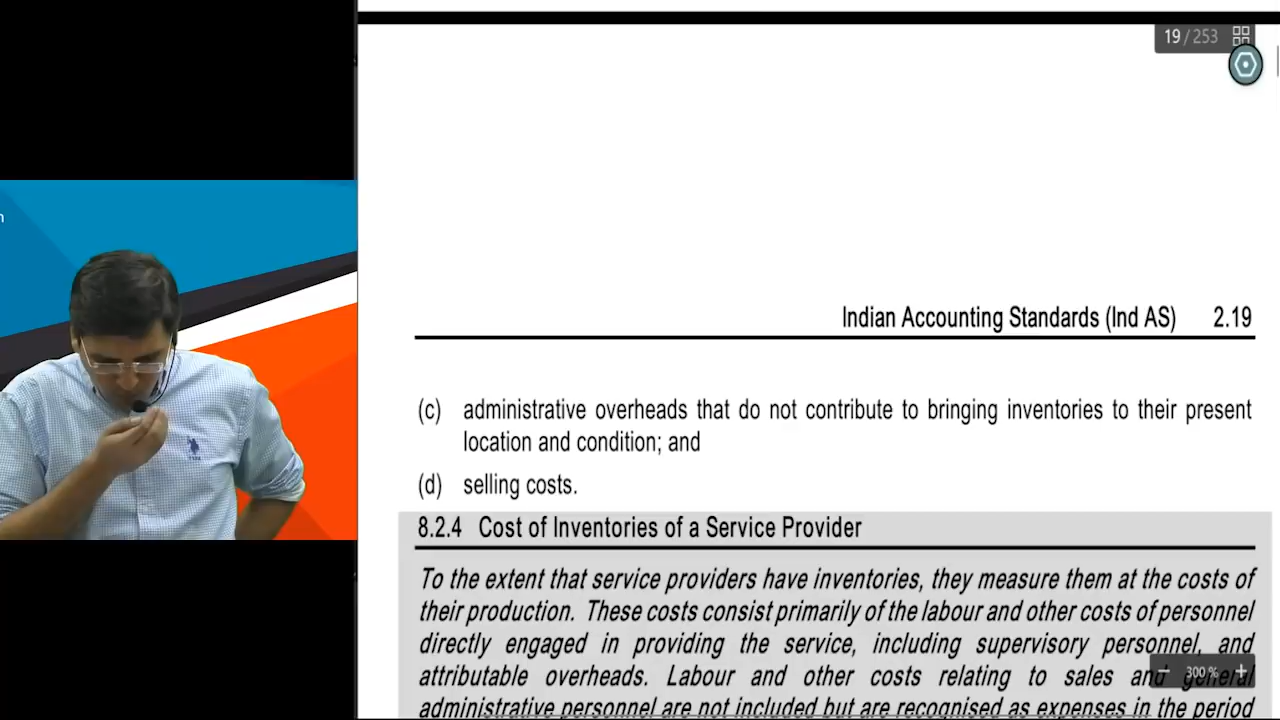 19 / 253
n
Indian Accounting Standards (Ind AS) 2.19
(c) administrative overheads that do not contribute to bringing inventories to their present
location and condition; and
(d) selling costs.
8.2.4 Cost of Inventories of a Service Provider
To the extent that service providers have inventories, they measure them at the costs of
their production. These costs consist primarily of the labour and other costs of personnel
directly engaged in providing the service, including supervisory personnel, and
attributable overheads. Labour and other costs relating to sales and general
administrative personnel are not included but are recognised as expenses in the period
− 300 % +